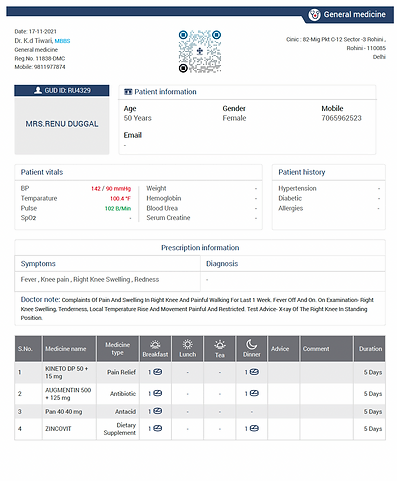 General medicine
Date: 17-11-2021
Dr. K.d Tiwari, MBBS
General medicine
Reg.No. 11838-DMC
Mobile: 9811977874
Cinic : 82-Mig Pkt C-12 Sector -3 Rohini.,
Rohini - 110085
Delhi
GUD ID: RU4329
MRS.RENU DUGGAL
Patient information
Age Gender Mobile
50 Years Female 7065962523
Email
-
Patient vitals
BP 142 / 90 mmHg Weight -
Temparature 100.4 °F Hemoglobin -
Pulse 102 B/Min Blood Urea -
SpO2 - Serum Creatine -
Patient history
Hypertension -
Diabetic -
Allergies -
Prescription information
Symptoms Diagnosis
Fever , Knee pain , Right Knee Swelling , Redness -
Doctor note: Complaints Of Pain And Swelling In Right Knee And Painful Walking For Last 1 Week. Fever Off And On. On Examination- Right
Knee Swelling, Tenderness, Local Temperature Rise And Movement Painful And Restricted. Test Advice- X-ray Of The Right Knee In Standing
Position.
S.No. Medicine name Medicine type Breakfast Lunch Tea Dinner Advice Comment Duration
1 KINETO DP 50 + 15 mg Pain Relief 1 - - 1 5 Days
2 AUGMENTIN 500 + 125 mg Antibiotic 1 - - 1 5 Days
3 Pan 40 40 mg Antacid 1 - - - 5 Days
4 ZINCOVIT Dietary Supplement 1 - - 1 5 Days